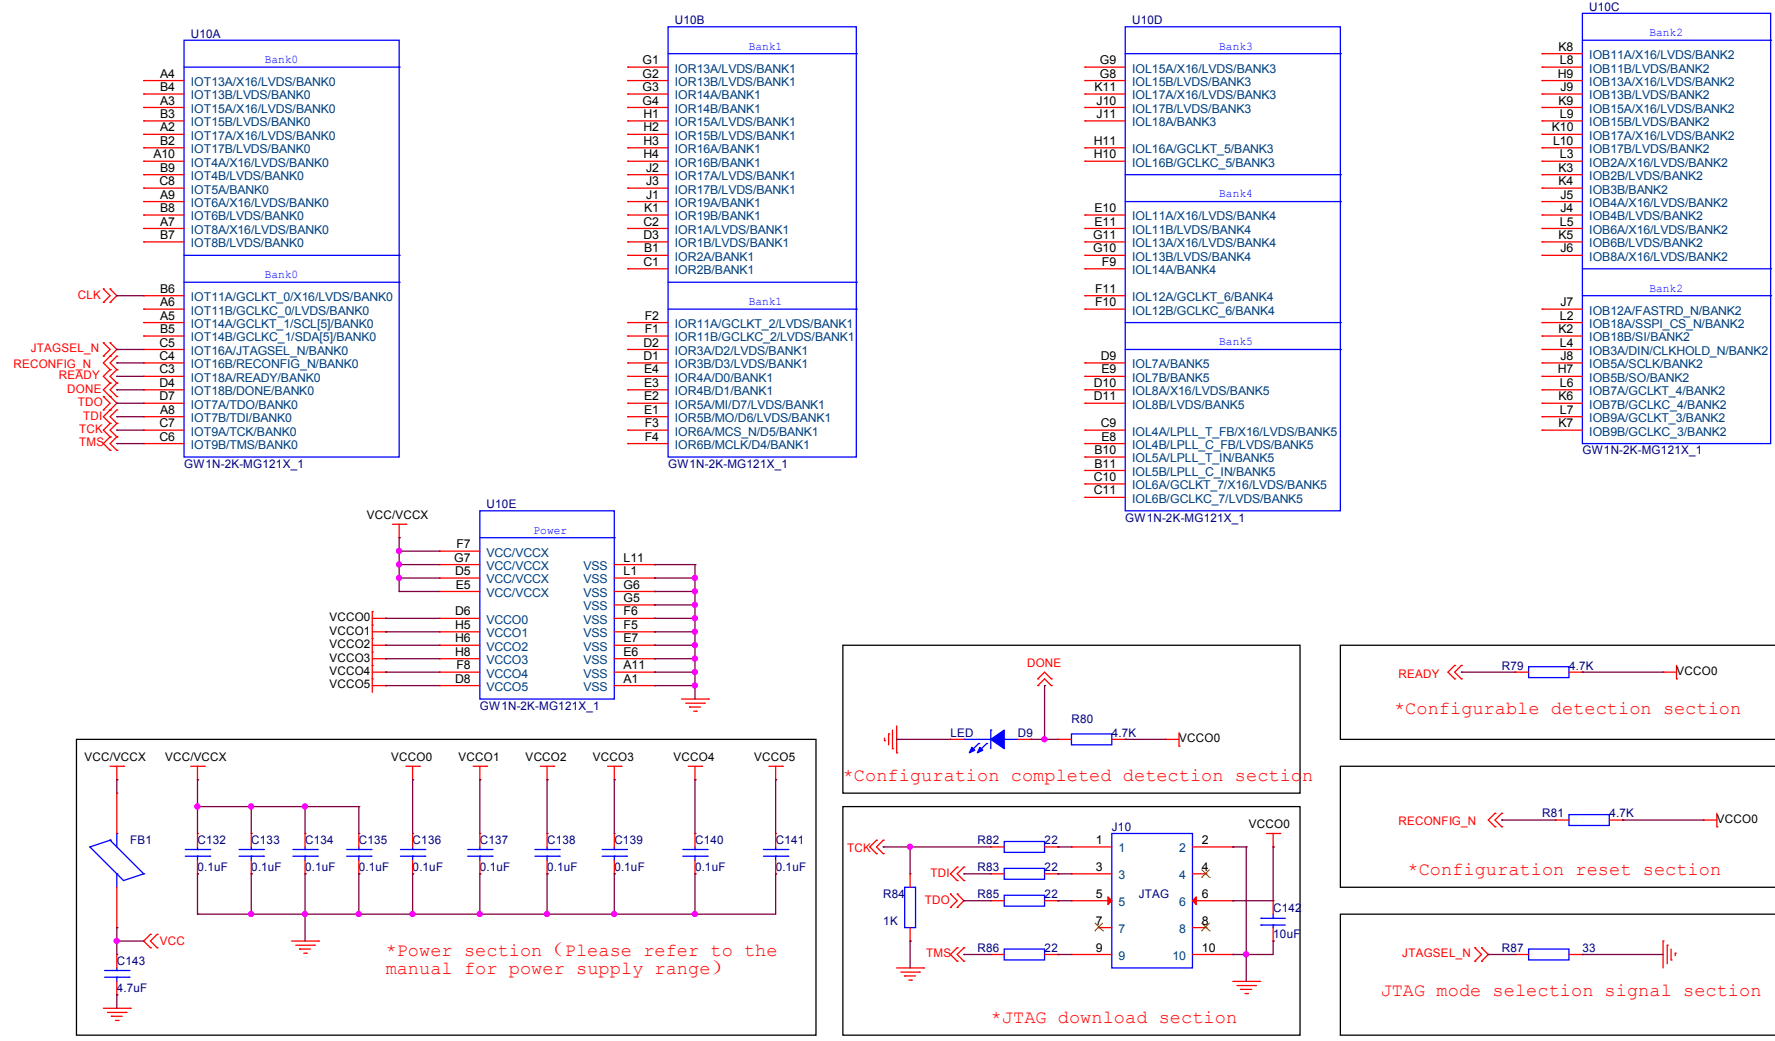 U10A
Bank0
A4 IOT13A/X16/LVDS/BANK0
B4 IOT13B/LVDS/BANK0
A3 IOT15A/X16/LVDS/BANK0
B3 IOT15B/LVDS/BANK0
A2 IOT17A/X16/LVDS/BANK0
B2 IOT17B/LVDS/BANK0
A10 IOT4A/X16/LVDS/BANK0
B9 IOT4B/LVDS/BANK0
C8 IOT5A/BANK0
A9 IOT6A/X16/LVDS/BANK0
B8 IOT6B/LVDS/BANK0
A7 IOT8A/X16/LVDS/BANK0
B7 IOT8B/LVDS/BANK0
Bank0
CLK B6 IOT11A/GCLKT_0/X16/LVDS/BANK0
A6 IOT11B/GCLKC_0/LVDS/BANK0
A5 IOT14A/GCLKT_1/SCL[5]/BANK0
B5 IOT14B/GCLKC_1/SDA[5]/BANK0
JTAGSEL_N C5 IOT16A/JTAGSEL_N/BANK0
RECONFIG_N C4 IOT16B/RECONFIG_N/BANK0
READY C3 IOT18A/READY/BANK0
DONE D4 IOT18B/DONE/BANK0
TDO D7 IOT7A/TDO/BANK0
TDI A8 IOT7B/TDI/BANK0
TCK C7 IOT9A/TCK/BANK0
TMS C6 IOT9B/TMS/BANK0
GW1N-2K-MG121X_1
U10B
Bank1
G1 IOR13A/LVDS/BANK1
G2 IOR13B/LVDS/BANK1
G3 IOR14A/BANK1
G4 IOR14B/BANK1
H1 IOR15A/LVDS/BANK1
H2 IOR15B/LVDS/BANK1
H3 IOR16A/BANK1
H4 IOR16B/BANK1
J2 IOR17A/LVDS/BANK1
J3 IOR17B/LVDS/BANK1
J1 IOR19A/BANK1
K1 IOR19B/BANK1
C2 IOR1A/LVDS/BANK1
D3 IOR1B/LVDS/BANK1
B1 IOR2A/BANK1
C1 IOR2B/BANK1
Bank1
F2 IOR11A/GCLKT_2/LVDS/BANK1
F1 IOR11B/GCLKC_2/LVDS/BANK1
D2 IOR3A/D2/LVDS/BANK1
D1 IOR3B/D3/LVDS/BANK1
E4 IOR4A/D0/BANK1
E3 IOR4B/D1/BANK1
E2 IOR5A/MI/D7/LVDS/BANK1
E1 IOR5B/MO/D6/LVDS/BANK1
F3 IOR6A/MCS_N/D5/BANK1
F4 IOR6B/MCLK/D4/BANK1
GW1N-2K-MG121X_1
U10D
Bank3
G9 IOL15A/X16/LVDS/BANK3
G8 IOL15B/LVDS/BANK3
K11 IOL17A/X16/LVDS/BANK3
J10 IOL17B/LVDS/BANK3
J11 IOL18A/BANK3
H11 IOL16A/GCLKT_5/BANK3
H10 IOL16B/GCLKC_5/BANK3
Bank4
E10 IOL11A/X16/LVDS/BANK4
E11 IOL11B/LVDS/BANK4
G11 IOL13A/X16/LVDS/BANK4
G10 IOL13B/LVDS/BANK4
F9 IOL14A/BANK4
F11 IOL12A/GCLKT_6/BANK4
F10 IOL12B/GCLKC_6/BANK4
Bank5
D9 IOL7A/BANK5
E9 IOL7B/BANK5
D10 IOL8A/X16/LVDS/BANK5
D11 IOL8B/LVDS/BANK5
C9 IOL4A/LPLL_T_FB/X16/LVDS/BANK5
E8 IOL4B/LPLL_C_FB/LVDS/BANK5
B10 IOL5A/LPLL_T_IN/BANK5
B11 IOL5B/LPLL_C_IN/BANK5
C10 IOL6A/GCLKT_7/X16/LVDS/BANK5
C11 IOL6B/GCLKC_7/LVDS/BANK5
GW1N-2K-MG121X_1
U10C
Bank2
K8 IOB11A/X16/LVDS/BANK2
L8 IOB11B/LVDS/BANK2
H9 IOB13A/X16/LVDS/BANK2
J9 IOB13B/LVDS/BANK2
K9 IOB15A/X16/LVDS/BANK2
L9 IOB15B/LVDS/BANK2
K10 IOB17A/X16/LVDS/BANK2
L10 IOB17B/LVDS/BANK2
L3 IOB2A/X16/LVDS/BANK2
K3 IOB2B/LVDS/BANK2
K4 IOB3B/BANK2
J5 IOB4A/X16/LVDS/BANK2
J4 IOB4B/LVDS/BANK2
L5 IOB6A/X16/LVDS/BANK2
K5 IOB6B/LVDS/BANK2
J6 IOB8A/X16/LVDS/BANK2
Bank2
J7 IOB12A/FASTRD_N/BANK2
L2 IOB18A/SSPI_CS_N/BANK2
K2 IOB18B/SI/BANK2
L4 IOB3A/DIN/CLKHOLD_N/BANK2
J8 IOB5A/SCLK/BANK2
H7 IOB5B/SO/BANK2
L6 IOB7A/GCLKT_4/BANK2
K6 IOB7B/GCLKC_4/BANK2
L7 IOB9A/GCLKT_3/BANK2
K7 IOB9B/GCLKC_3/BANK2
GW1N-2K-MG121X_1
U10E
VCC/VCCX
Power
F7 VCC/VCCX
G7 VCC/VCCX VSS L11
D5 VCC/VCCX VSS L1
E5 VCC/VCCX VSS G6
VSS G5
VCCO0 D6 VCCO0 VSS F6
VCCO1 H5 VCCO1 VSS F5
VCCO2 H6 VCCO2 VSS E7
VCCO3 H8 VCCO3 VSS E6
VCCO4 F8 VCCO4 VSS A11
VCCO5 D8 VCCO5 VSS A1
GW1N-2K-MG121X_1
VCC/VCCX VCC/VCCX VCCO0 VCCO1 VCCO2 VCCO3 VCCO4 VCCO5
FB1 C132 C133 C134 C135 C136 C137 C138 C139 C140 C141
0.1uF 0.1uF 0.1uF 0.1uF 0.1uF 0.1uF 0.1uF 0.1uF 0.1uF 0.1uF
VCC
C143
4.7uF
*Power section (Please refer to the
manual for power supply range)
DONE
LED D9 R80 4.7K VCCO0
*Configuration completed detection section
J10 VCCO0
TCK R82 22 1 1 2 2
TDI R83 22 3 3 4 4
R84 1K
TDO R85 22 5 5 JTAG 6 6
C142
10uF
7 7 8 8
TMS R86 22 9 9 10 10
*JTAG download section
READY R79 4.7K VCCO0
*Configurable detection section
RECONFIG_N R81 4.7K VCCO0
*Configuration reset section
JTAGSEL_N R87 33
JTAG mode selection signal section